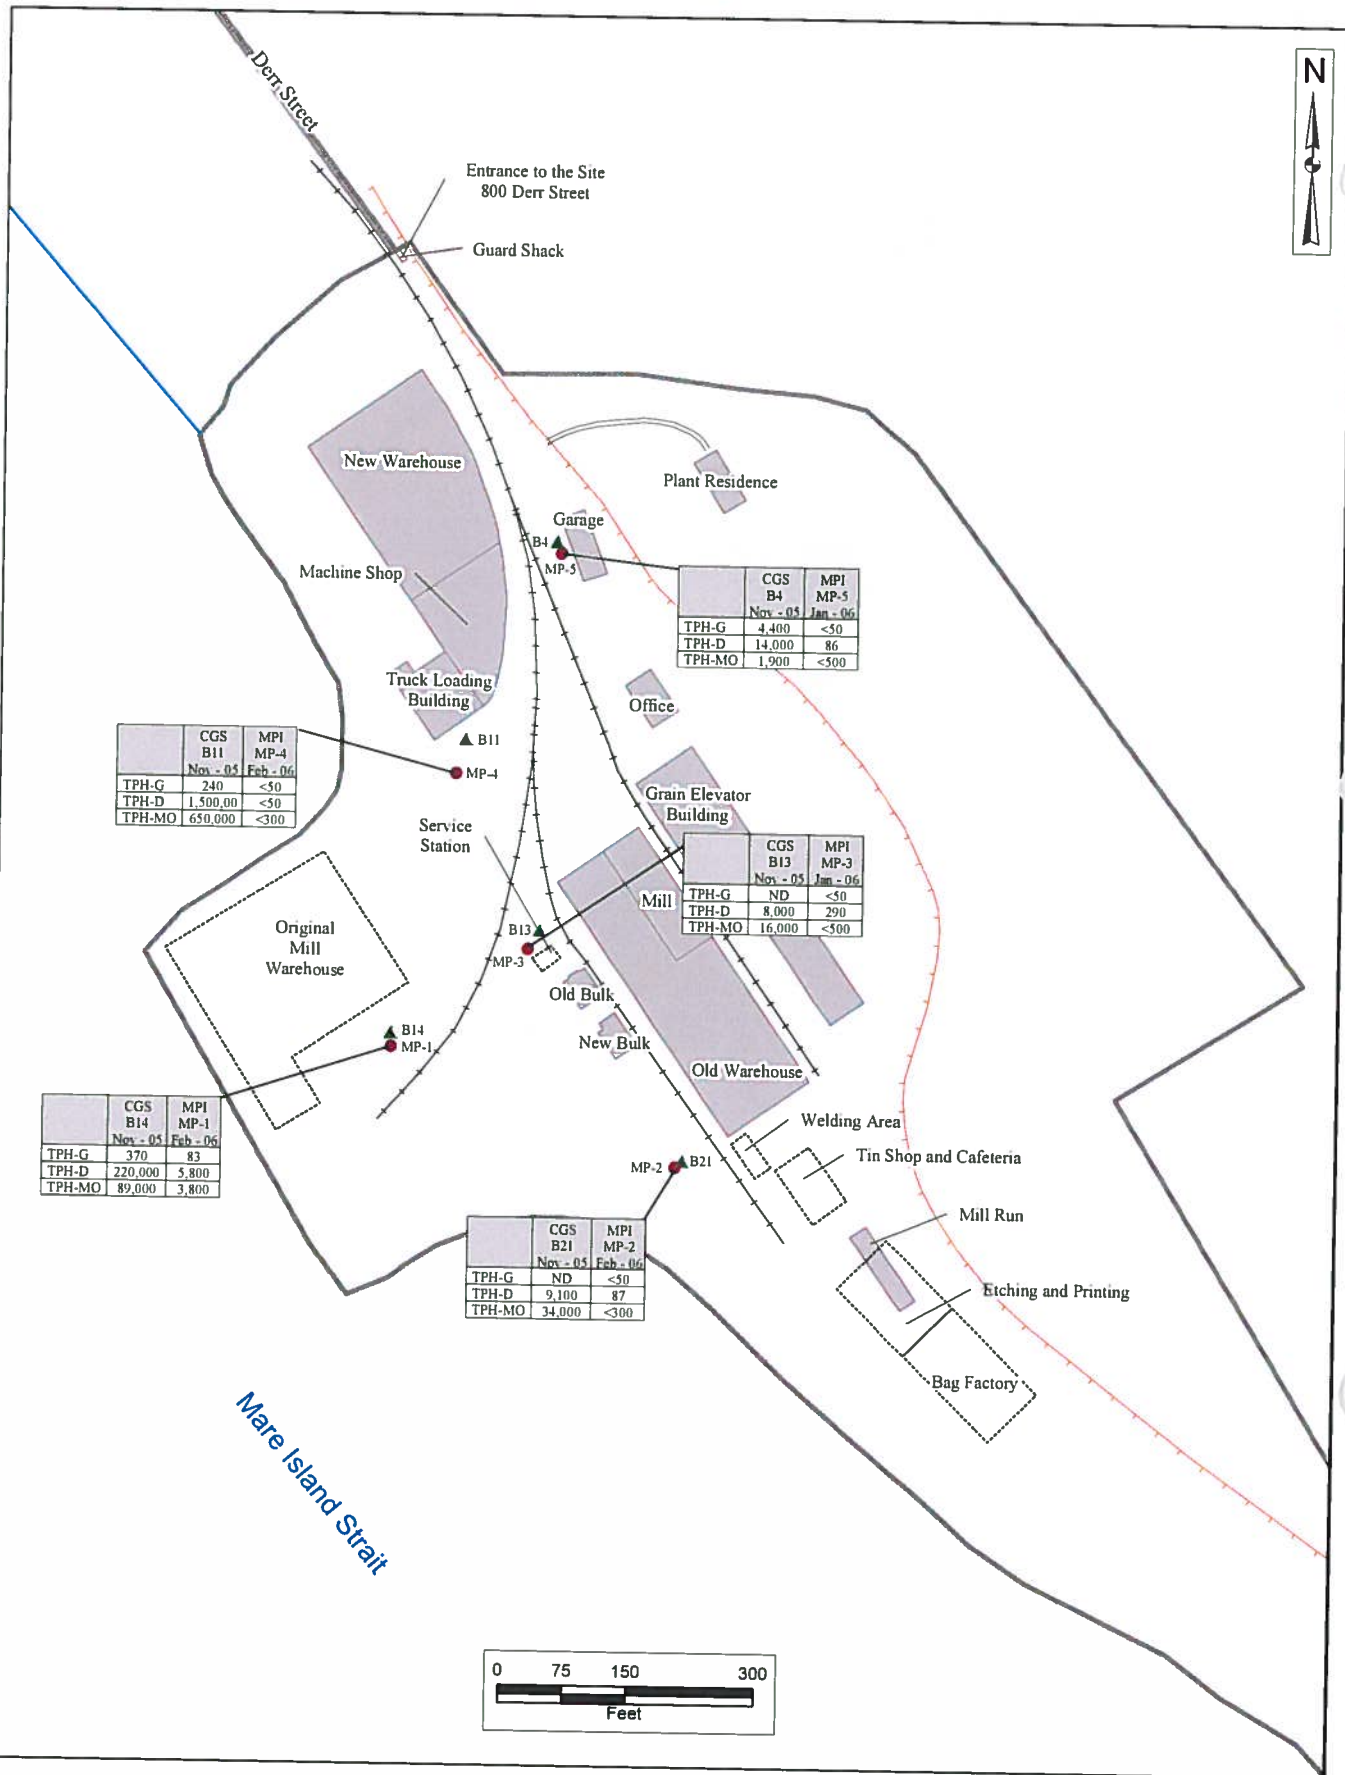 N
Derr Street
Entrance to the Site
800 Derr Street
Guard Shack
New Warehouse
Plant Residence
Garage
B4
MP-5
Machine Shop
CGS MPI
B4 MP-5
Nov - 05 Jan - 06
TPH-G 4,400 <50
TPH-D 14,000 86
TPH-MO 1,900 <500
Truck Loading
Building
Office
B11
MP-4
CGS MPI
B11 MP-4
Nov - 05 Feb - 06
TPH-G 240 <50
TPH-D 1,500,00 <50
TPH-MO 650,000 <300
Grain Elevator
Building
Service
Station
CGS MPI
B13 MP-3
Nov - 05 Jan - 06
TPH-G ND <50
TPH-D 8,000 290
TPH-MO 16,000 <500
Mill
Original
Mill
Warehouse
B13
MP-3
Old Bulk
New Bulk
B14
MP-1
Old Warehouse
CGS MPI
B14 MP-1
Nov - 05 Feb - 06
TPH-G 370 83
TPH-D 220,000 5,800
TPH-MO 89,000 3,800
Welding Area
Tin Shop and Cafeteria
MP-2
B21
Mill Run
CGS MPI
B21 MP-2
Nov - 05 Feb - 06
TPH-G ND <50
TPH-D 9,100 87
TPH-MO 34,000 <300
Etching and Printing
Bag Factory
Mare Island Strait
0 75 150 300
Feet